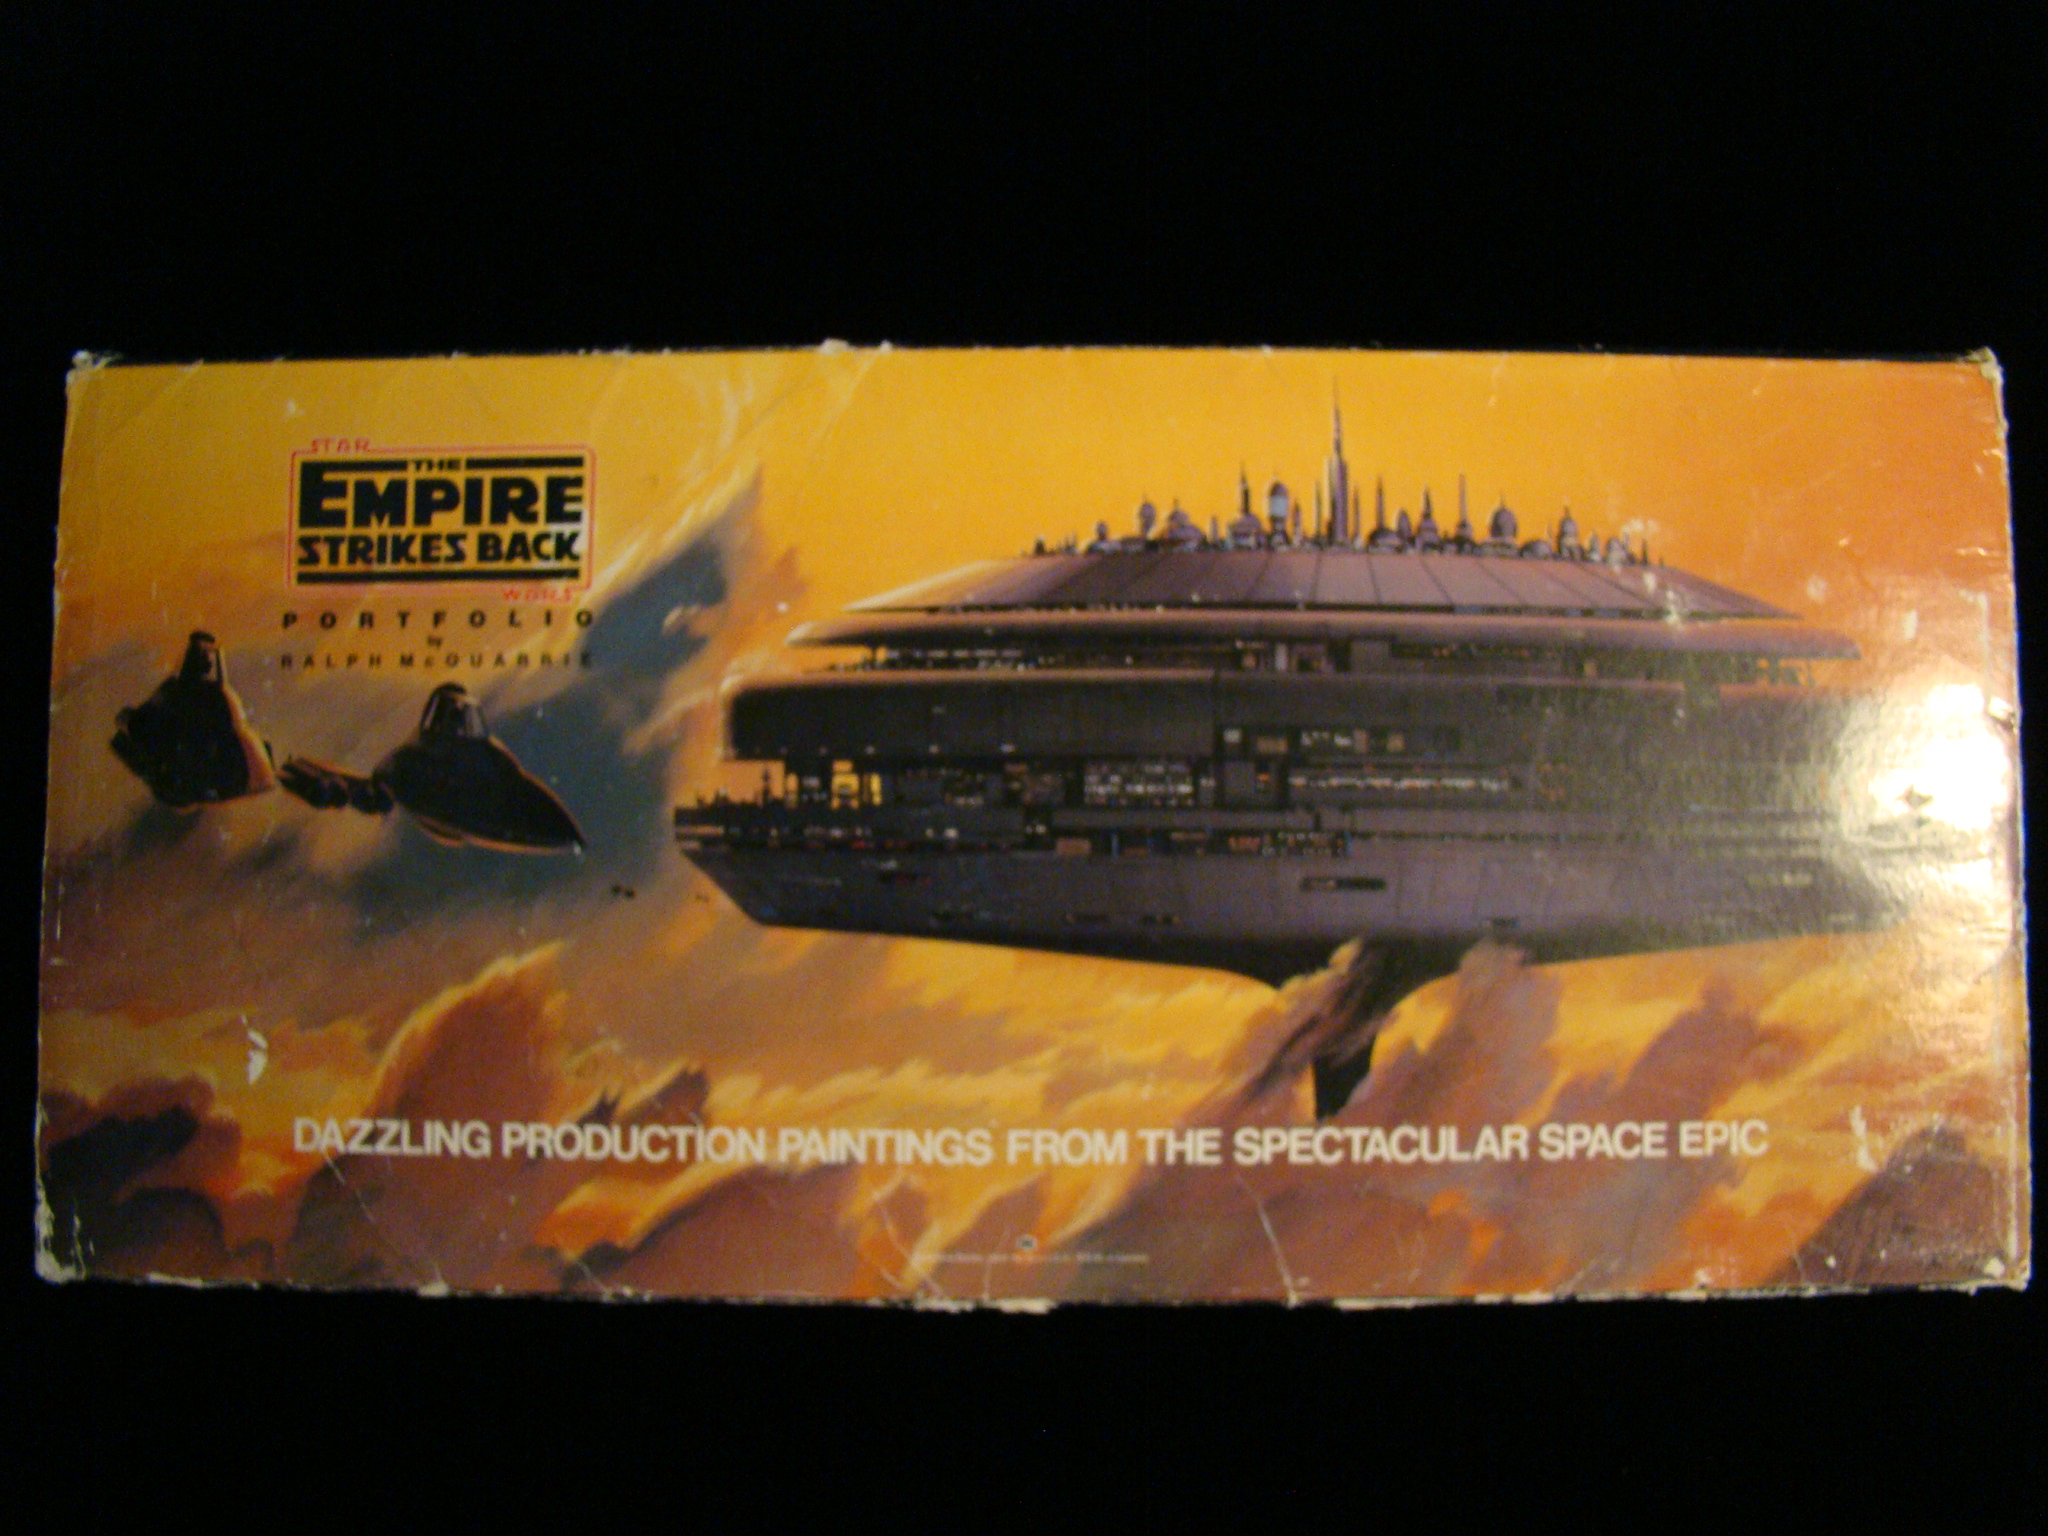 STAR
THE
EMPIRE
STRIKES BACK
WARS
PORTFOLIO
by
RALPH McQUARRIE
DAZZLING PRODUCTION PAINTINGS FROM THE SPECTACULAR SPACE EPIC